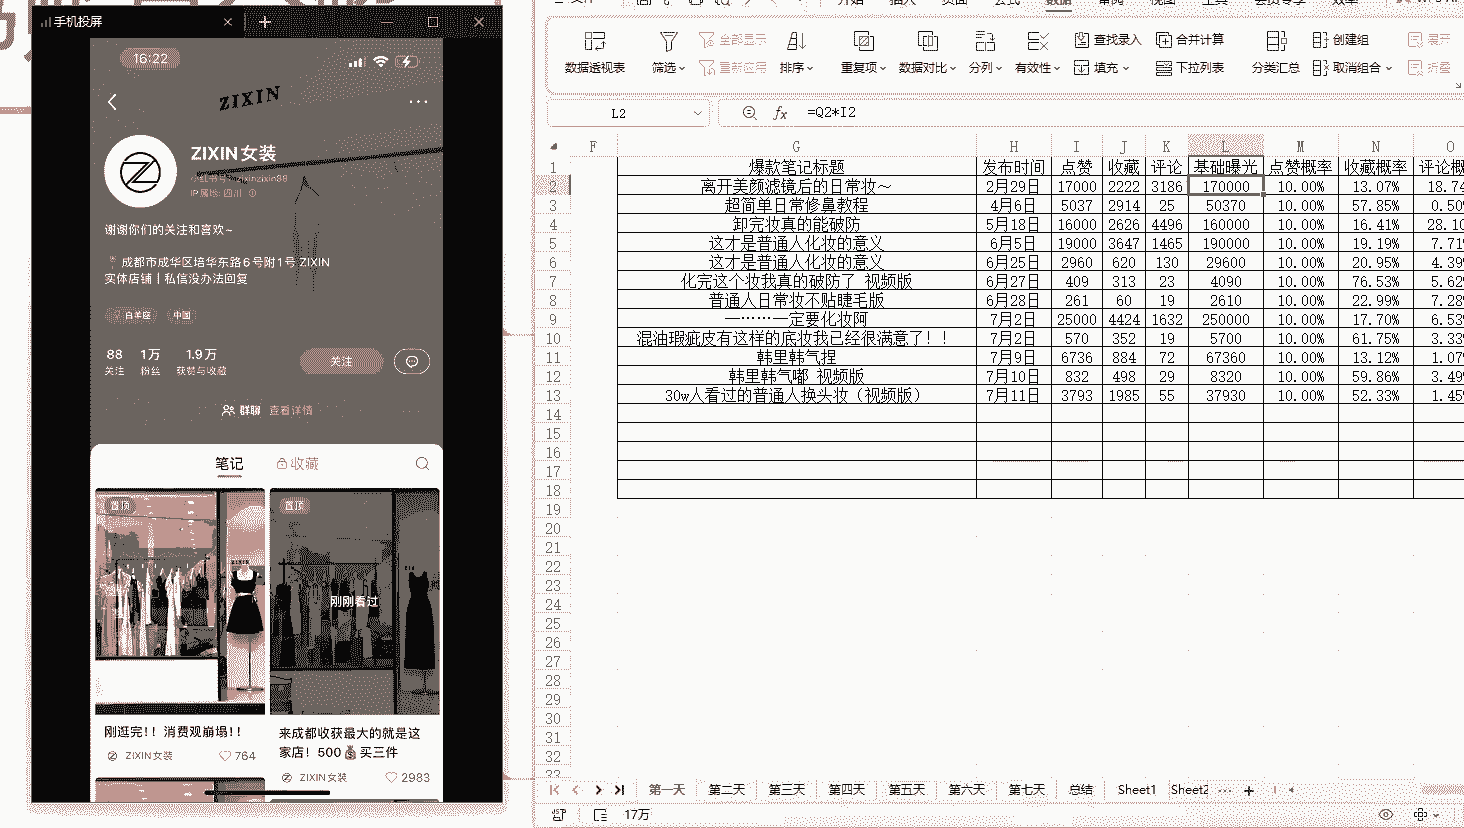 手机投屏
16:22
ZIXIN
ZIXIN女装
IP属地: 四川
谢谢你们的关注和喜欢~
成都市成华区培华东路6号附1号 ZIXIN
实体店铺 | 私信没办法回复
白羊座 中国
88 1万 1.9万
关注 粉丝 获赞与收藏
关注
群聊 查看详情
笔记 收藏
置顶 置顶
刚刚看过
刚逛完!! 消费观崩塌!!
ZIXIN女装 764
来成都收获最大的就是这
家店! 500 买三件
ZIXIN女装 2983
数据透视表 筛选 全部显示 重新应用 排序 重复项 数据对比 分列 有效性 查找录入 填充 合并计算 下拉列表 分类汇总 创建组 取消组合 展开 折叠
L2 fx =Q2*I2
F G H I J K L M N O
1 爆款笔记标题 发布时间 点赞 收藏 评论 基础曝光 点赞概率 收藏概率 评论概
2 离开美颜滤镜后的日常妆~ 2月29日 17000 2222 3186 170000 10.00% 13.07% 18.74
3 超简单日常修鼻教程 4月6日 5037 2914 25 50370 10.00% 57.85% 0.50
4 卸完妆真的能破防 5月18日 16000 2626 4496 160000 10.00% 16.41% 28.10
5 这才是普通人化妆的意义 6月5日 19000 3647 1465 190000 10.00% 19.19% 7.71
6 这才是普通人化妆的意义 6月25日 2960 620 130 29600 10.00% 20.95% 4.39
7 化完这个妆我真的破防了 视频版 6月27日 409 313 23 4090 10.00% 76.53% 5.62
8 普通人日常妆不贴睫毛版 6月28日 261 60 19 2610 10.00% 22.99% 7.28
9 一……一定要化妆阿 7月2日 25000 4424 1632 250000 10.00% 17.70% 6.53
10 混油瑕疵皮有这样的底妆我已经很满意了!! 7月2日 570 352 19 5700 10.00% 61.75% 3.33
11 韩里韩气捏 7月9日 6736 884 72 67360 10.00% 13.12% 1.07
12 韩里韩气嘟 视频版 7月10日 832 498 29 8320 10.00% 59.86% 3.49
13 30w人看过的普通人换头妆（视频版） 7月11日 3793 1985 55 37930 10.00% 52.33% 1.45
14
15
16
17
18
19
20
21
22
23
24
25
26
27
28
29
30
31
32
第一天 第二天 第三天 第四天 第五天 第六天 第七天 总结 Sheet1 Sheet2 ···
17万